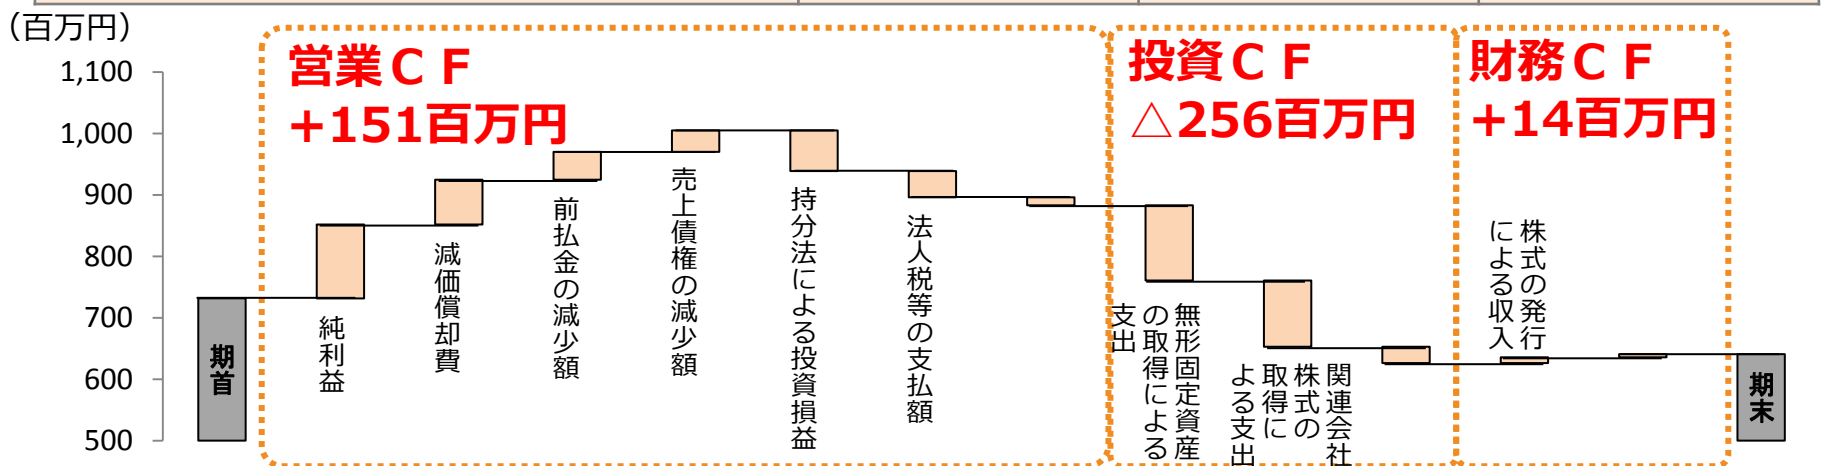 （百万円）
1,100
1,000
900
800
700
600
500
営業ＣＦ
+151百万円
投資ＣＦ
△256百万円
財務ＣＦ
+14百万円
期首
純利益
減価償却費
前払金の減少額
売上債権の減少額
持分法による投資損益
法人税等の支払額
無形固定資産
の取得による
支出
関連会社
株式の
取得に
よる支出
株式の発行
による収入
期末